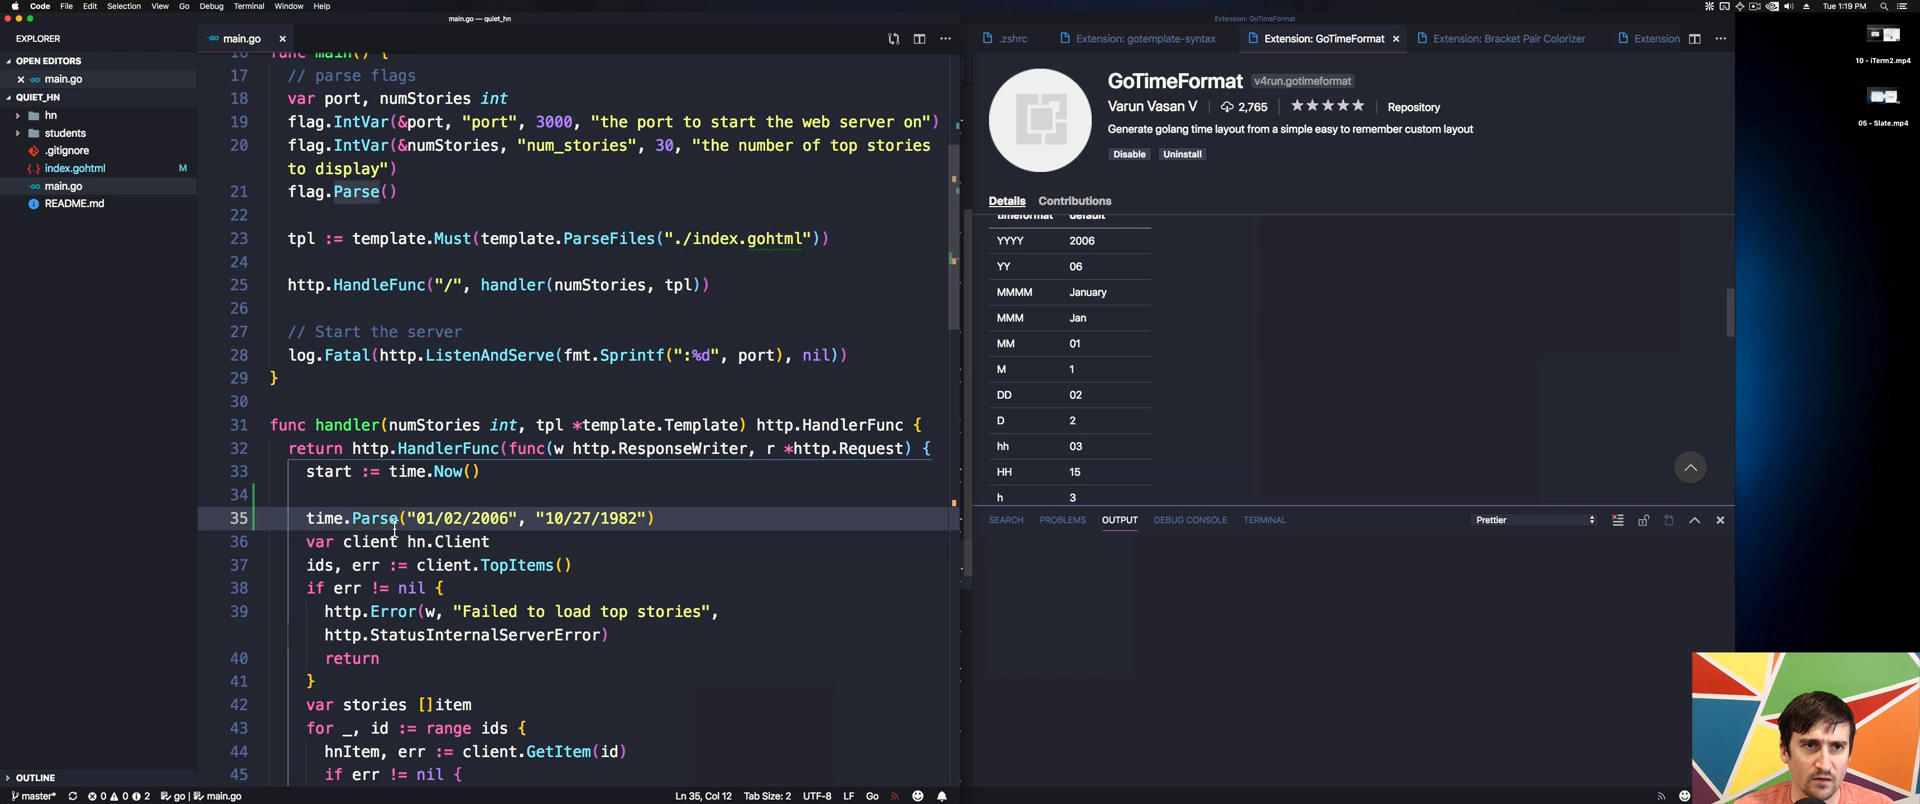 Code File Edit Selection View Go Debug Terminal Window Help
Tue 1:19 PM
main.go — quiet_hn
Extension: GoTimeFormat
EXPLORER
OPEN EDITORS
main.go
QUIET_HN
hn
students
.gitignore
index.gohtml M
main.go
README.md
OUTLINE
main.go
16 func main() {
17 // parse flags
18 var port, numStories int
19 flag.IntVar(&port, "port", 3000, "the port to start the web server on")
20 flag.IntVar(&numStories, "num_stories", 30, "the number of top stories
to display")
21 flag.Parse()
22
23 tpl := template.Must(template.ParseFiles("./index.gohtml"))
24
25 http.HandleFunc("/", handler(numStories, tpl))
26
27 // Start the server
28 log.Fatal(http.ListenAndServe(fmt.Sprintf(":%d", port), nil))
29 }
30
31 func handler(numStories int, tpl *template.Template) http.HandlerFunc {
32 return http.HandlerFunc(func(w http.ResponseWriter, r *http.Request) {
33 start := time.Now()
34
35 time.Parse("01/02/2006", "10/27/1982")
36 var client hn.Client
37 ids, err := client.TopItems()
38 if err != nil {
39 http.Error(w, "Failed to load top stories",
http.StatusInternalServerError)
40 return
41 }
42 var stories []item
43 for _, id := range ids {
44 hnItem, err := client.GetItem(id)
45 if err != nil {
.zshrc Extension: gotemplate-syntax Extension: GoTimeFormat Extension: Bracket Pair Colorizer Extension
GoTimeFormat v4run.gotimeformat
Varun Vasan V 2,765 ★★★★★ Repository
Generate golang time layout from a simple easy to remember custom layout
Disable Uninstall
Details Contributions
timeformat default
YYYY 2006
YY 06
MMMM January
MMM Jan
MM 01
M 1
DD 02
D 2
hh 03
HH 15
h 3
SEARCH PROBLEMS OUTPUT DEBUG CONSOLE TERMINAL Prettier
master* 0 0 2 go | main.go
Ln 35, Col 12 Tab Size: 2 UTF-8 LF Go
10 - iTerm2.mp4
05 - Slate.mp4